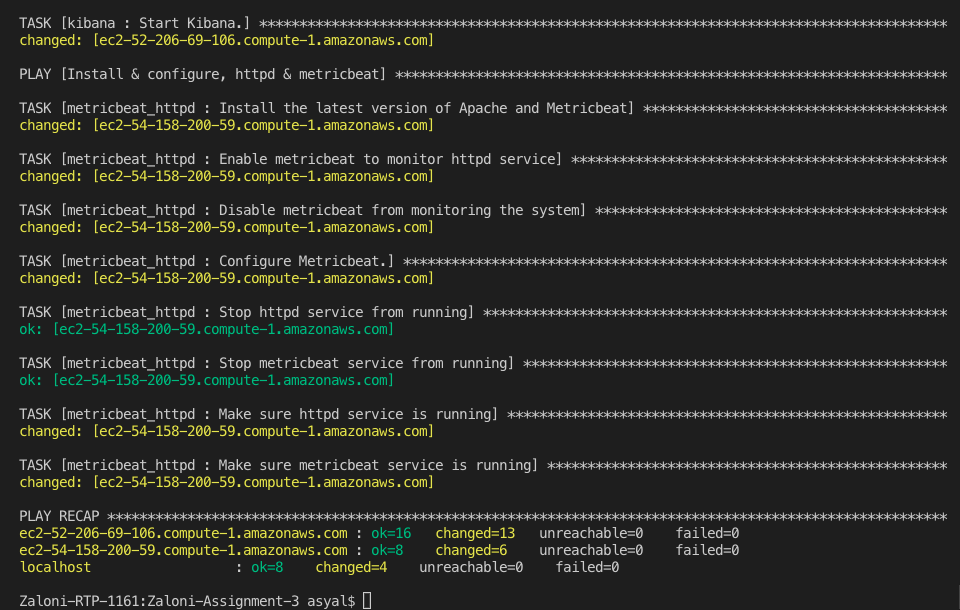 TASK [kibana : Start Kibana.] **************************************************************************************
changed: [ec2-52-206-69-106.compute-1.amazonaws.com]
PLAY [Install & configure, httpd & metricbeat] *********************************************************************
TASK [metricbeat_httpd : Install the latest version of Apache and Metricbeat] **************************************
changed: [ec2-54-158-200-59.compute-1.amazonaws.com]
TASK [metricbeat_httpd : Enable metricbeat to monitor httpd service] ***********************************************
changed: [ec2-54-158-200-59.compute-1.amazonaws.com]
TASK [metricbeat_httpd : Disable metricbeat from monitoring the system] ********************************************
changed: [ec2-54-158-200-59.compute-1.amazonaws.com]
TASK [metricbeat_httpd : Configure Metricbeat.] ********************************************************************
changed: [ec2-54-158-200-59.compute-1.amazonaws.com]
TASK [metricbeat_httpd : Stop httpd service from running] **********************************************************
ok: [ec2-54-158-200-59.compute-1.amazonaws.com]
TASK [metricbeat_httpd : Stop metricbeat service from running] *****************************************************
ok: [ec2-54-158-200-59.compute-1.amazonaws.com]
TASK [metricbeat_httpd : Make sure httpd service is running] *******************************************************
changed: [ec2-54-158-200-59.compute-1.amazonaws.com]
TASK [metricbeat_httpd : Make sure metricbeat service is running] **************************************************
changed: [ec2-54-158-200-59.compute-1.amazonaws.com]
PLAY RECAP *********************************************************************************************************
ec2-52-206-69-106.compute-1.amazonaws.com : ok=16   changed=13   unreachable=0    failed=0
ec2-54-158-200-59.compute-1.amazonaws.com : ok=8    changed=6    unreachable=0    failed=0
localhost                  : ok=8    changed=4    unreachable=0    failed=0
Zaloni-RTP-1161:Zaloni-Assignment-3 asyal$